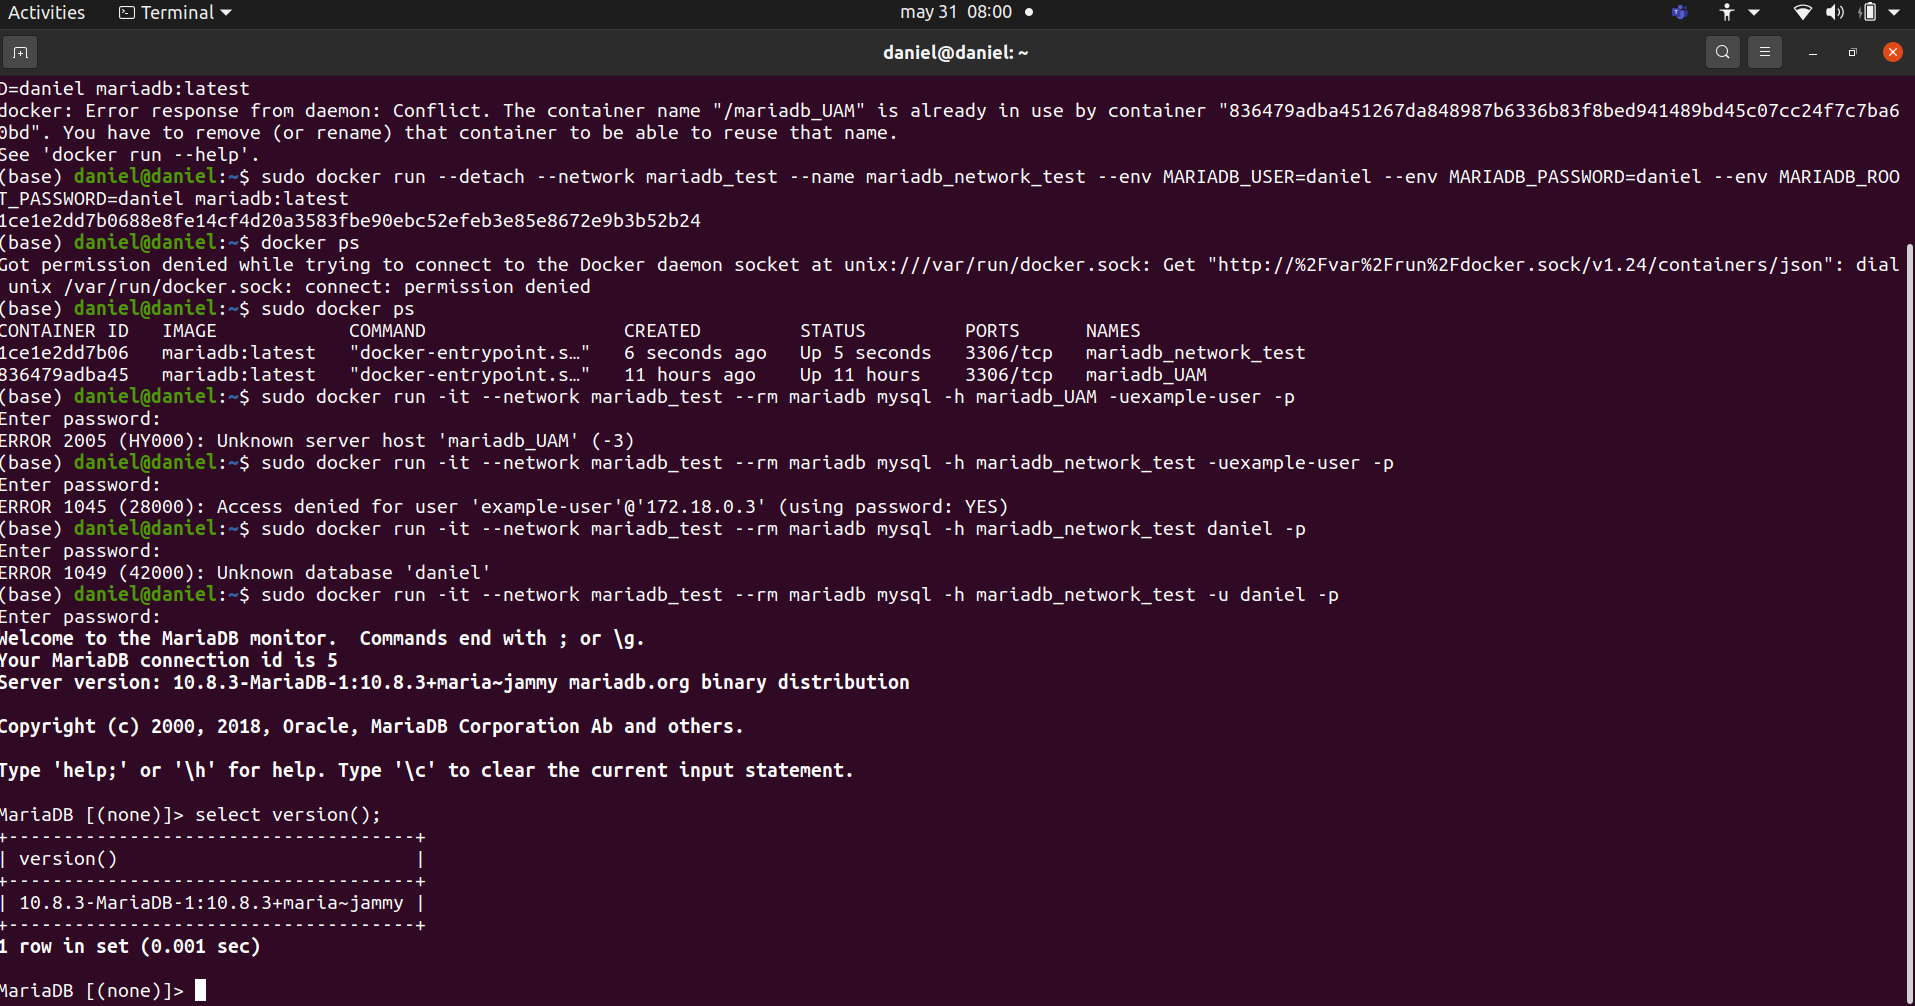 Activities Terminal may 31 08:00
daniel@daniel: ~
D=daniel mariadb:latest
docker: Error response from daemon: Conflict. The container name "/mariadb_UAM" is already in use by container "836479adba451267da848987b6336b83f8bed941489bd45c07cc24f7c7ba6
0bd". You have to remove (or rename) that container to be able to reuse that name.
See 'docker run --help'.
(base) daniel@daniel:~$ sudo docker run --detach --network mariadb_test --name mariadb_network_test --env MARIADB_USER=daniel --env MARIADB_PASSWORD=daniel --env MARIADB_ROO
T_PASSWORD=daniel mariadb:latest
1ce1e2dd7b0688e8fe14cf4d20a3583fbe90ebc52efeb3e85e8672e9b3b52b24
(base) daniel@daniel:~$ docker ps
Got permission denied while trying to connect to the Docker daemon socket at unix:///var/run/docker.sock: Get "http://%2Fvar%2Frun%2Fdocker.sock/v1.24/containers/json": dial
 unix /var/run/docker.sock: connect: permission denied
(base) daniel@daniel:~$ sudo docker ps
CONTAINER ID   IMAGE            COMMAND                  CREATED         STATUS         PORTS      NAMES
1ce1e2dd7b06   mariadb:latest   "docker-entrypoint.s…"   6 seconds ago   Up 5 seconds   3306/tcp   mariadb_network_test
836479adba45   mariadb:latest   "docker-entrypoint.s…"   11 hours ago    Up 11 hours    3306/tcp   mariadb_UAM
(base) daniel@daniel:~$ sudo docker run -it --network mariadb_test --rm mariadb mysql -h mariadb_UAM -uexample-user -p
Enter password:
ERROR 2005 (HY000): Unknown server host 'mariadb_UAM' (-3)
(base) daniel@daniel:~$ sudo docker run -it --network mariadb_test --rm mariadb mysql -h mariadb_network_test -uexample-user -p
Enter password:
ERROR 1045 (28000): Access denied for user 'example-user'@'172.18.0.3' (using password: YES)
(base) daniel@daniel:~$ sudo docker run -it --network mariadb_test --rm mariadb mysql -h mariadb_network_test daniel -p
Enter password:
ERROR 1049 (42000): Unknown database 'daniel'
(base) daniel@daniel:~$ sudo docker run -it --network mariadb_test --rm mariadb mysql -h mariadb_network_test -u daniel -p
Enter password:
Welcome to the MariaDB monitor.  Commands end with ; or \g.
Your MariaDB connection id is 5
Server version: 10.8.3-MariaDB-1:10.8.3+maria~jammy mariadb.org binary distribution
Copyright (c) 2000, 2018, Oracle, MariaDB Corporation Ab and others.
Type 'help;' or '\h' for help. Type '\c' to clear the current input statement.
MariaDB [(none)]> select version();
+-------------------------------------+
| version()                           |
+-------------------------------------+
| 10.8.3-MariaDB-1:10.8.3+maria~jammy |
+-------------------------------------+
1 row in set (0.001 sec)
MariaDB [(none)]>